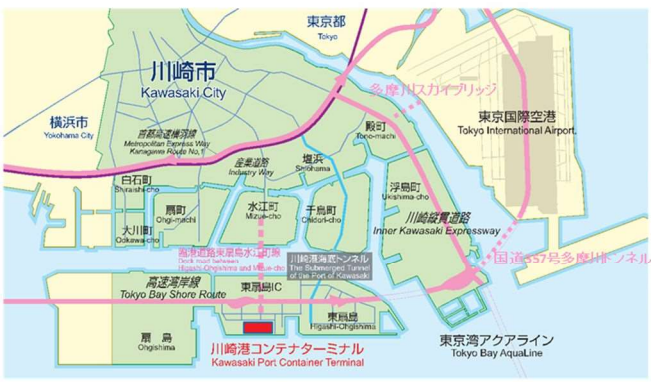 東京都
Tokyo
川崎市
Kawasaki City
多摩川スカイブリッジ
東京国際空港
Tokyo International Airport.
横浜市
Yokohama City
殿町
Tono-machi
首都高速横羽線
Metropolitan Express Way
Kanagawa Route No,1
産業道路
Industry Way
塩浜
Shiohama
白石町
Shiraishi-cho
浮島町
Ukishima-cho
扇町
Ohgi-machi
水江町
Mizue-cho
千鳥町
Chidori-cho
川崎縦貫道路
Inner Kawasaki Expressway
大川町
Ookawa-cho
臨港道路東扇島水江町線
Dock road between
Higashi-Ohgishima and Mizue-cho
川崎港海底トンネル
The Submerged Tunnel
of the Port of Kawasaki
国道357号多摩川トンネル
高速湾岸線
Tokyo Bay Shore Route
東扇島IC
東扇島
Higashi-Ohgishima
扇島
Ohgishima
川崎港コンテナターミナル
Kawasaki Port Container Terminal
東京湾アクアライン
Tokyo Bay AquaLine